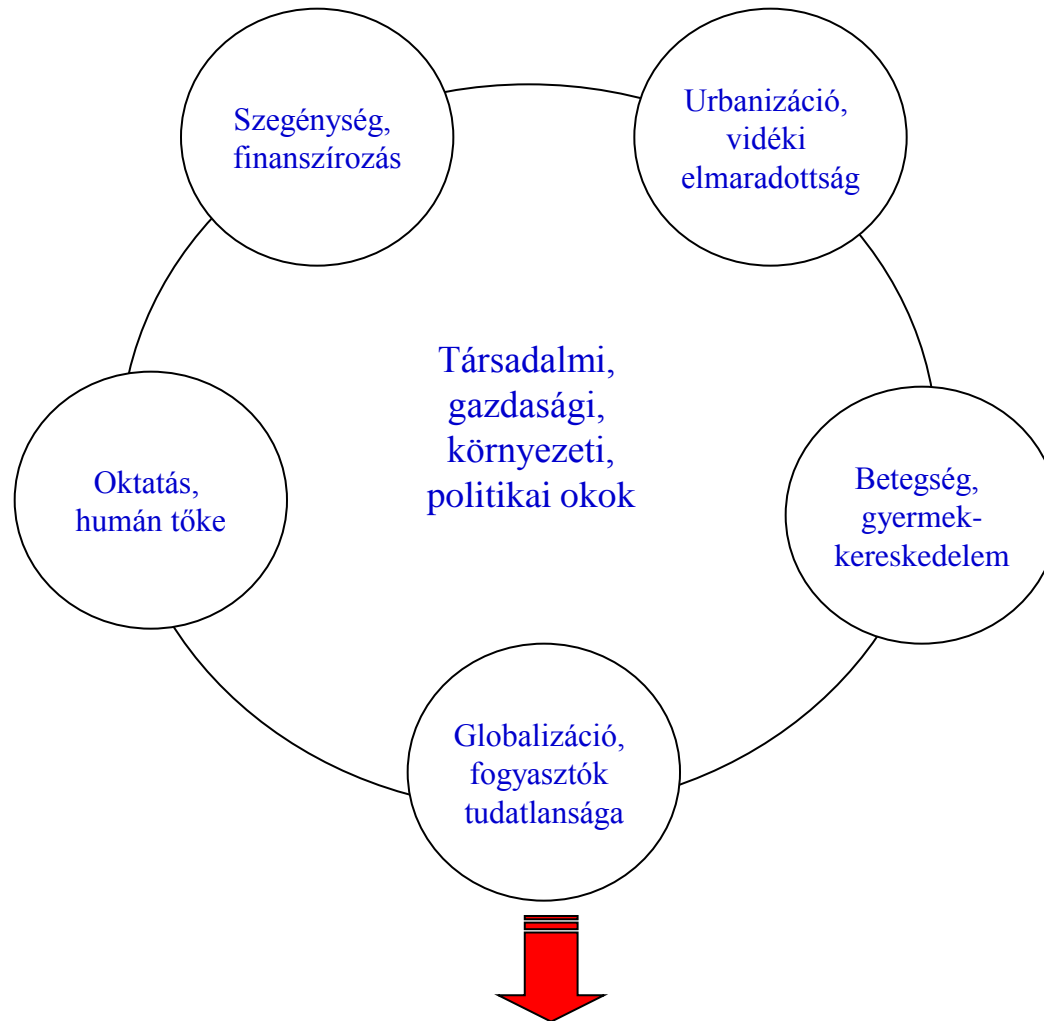 Szegénység,
finanszírozás
Urbanizáció,
vidéki
elmaradottság
Társadalmi,
gazdasági,
környezeti,
politikai okok
Oktatás,
humán tőke
Betegség,
gyermek-
kereskedelem
Globalizáció,
fogyasztók
tudatlansága